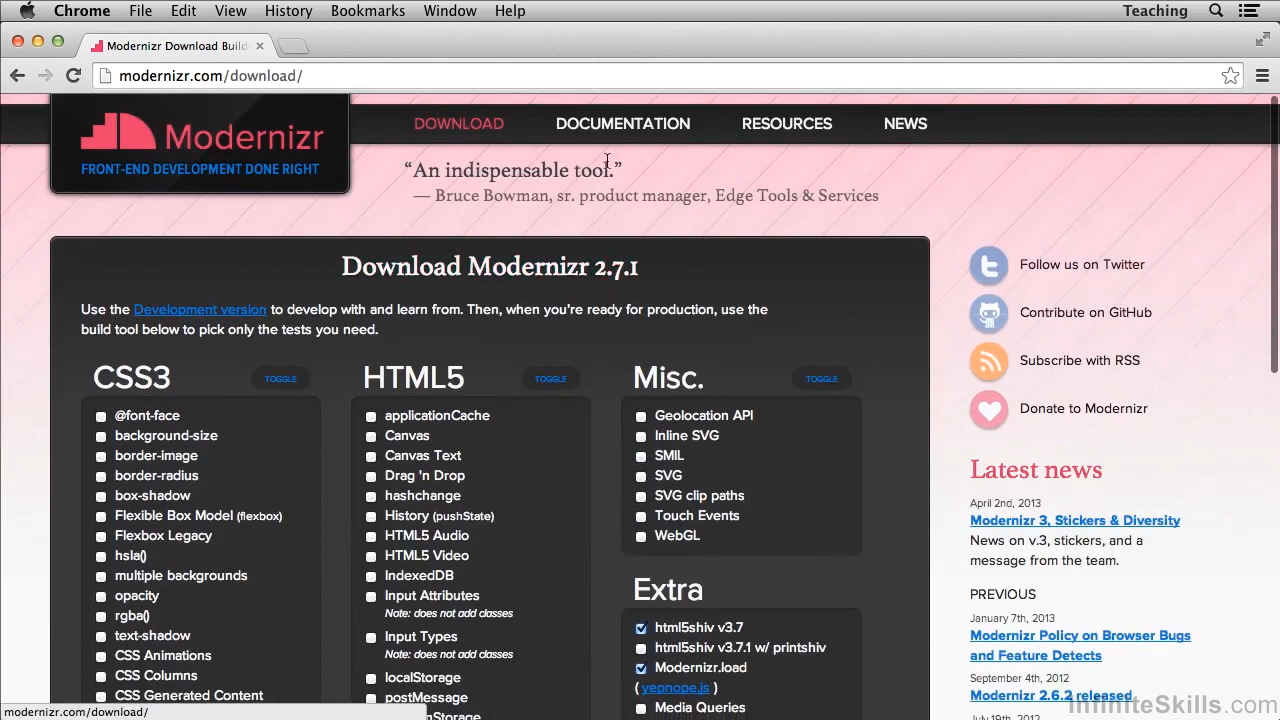 Chrome File Edit View History Bookmarks Window Help Teaching
Modernizr Download Build
modernizr.com/download/
Modernizr
FRONT-END DEVELOPMENT DONE RIGHT
DOWNLOAD DOCUMENTATION RESOURCES NEWS
“An indispensable tool.”
— Bruce Bowman, sr. product manager, Edge Tools & Services
Download Modernizr 2.7.1
Use the Development version to develop with and learn from. Then, when you’re ready for production, use the
build tool below to pick only the tests you need.
CSS3 TOGGLE
@font-face
background-size
border-image
border-radius
box-shadow
Flexible Box Model (flexbox)
Flexbox Legacy
hsla()
multiple backgrounds
opacity
rgba()
text-shadow
CSS Animations
CSS Columns
CSS Generated Content
HTML5 TOGGLE
applicationCache
Canvas
Canvas Text
Drag 'n Drop
hashchange
History (pushState)
HTML5 Audio
HTML5 Video
IndexedDB
Input Attributes
Note: does not add classes
Input Types
Note: does not add classes
localStorage
postMessage
Misc. TOGGLE
Geolocation API
Inline SVG
SMIL
SVG
SVG clip paths
Touch Events
WebGL
Extra
html5shiv v3.7
html5shiv v3.7.1 w/ printshiv
Modernizr.load
( yepnope.js )
Media Queries
Follow us on Twitter
Contribute on GitHub
Subscribe with RSS
Donate to Modernizr
Latest news
April 2nd, 2013
Modernizr 3, Stickers & Diversity
News on v.3, stickers, and a
message from the team.
PREVIOUS
January 7th, 2013
Modernizr Policy on Browser Bugs
and Feature Detects
September 4th, 2012
Modernizr 2.6.2 released
July 19th, 2012
modernizr.com/download/
InfiniteSkills.com